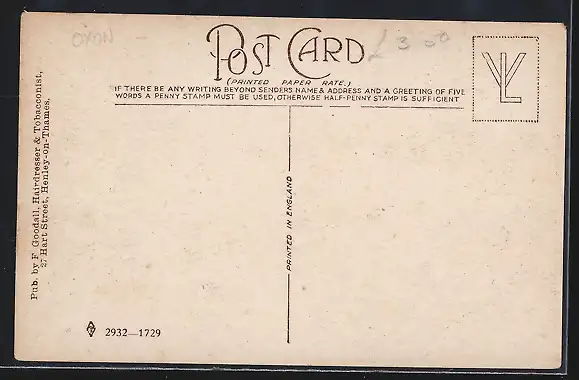 POST CARD
£ 3 - 00
(PRINTED PAPER RATE.)
IF THERE BE ANY WRITING BEYOND SENDERS NAME & ADDRESS AND A GREETING OF FIVE
WORDS A PENNY STAMP MUST BE USED, OTHERWISE HALF-PENNY STAMP IS SUFFICIENT
PRINTED IN ENGLAND
Pub. by F. Goodall, Hairdresser & Tobacconist,
27 Hart Street, Henley-on-Thames.
2932—1729